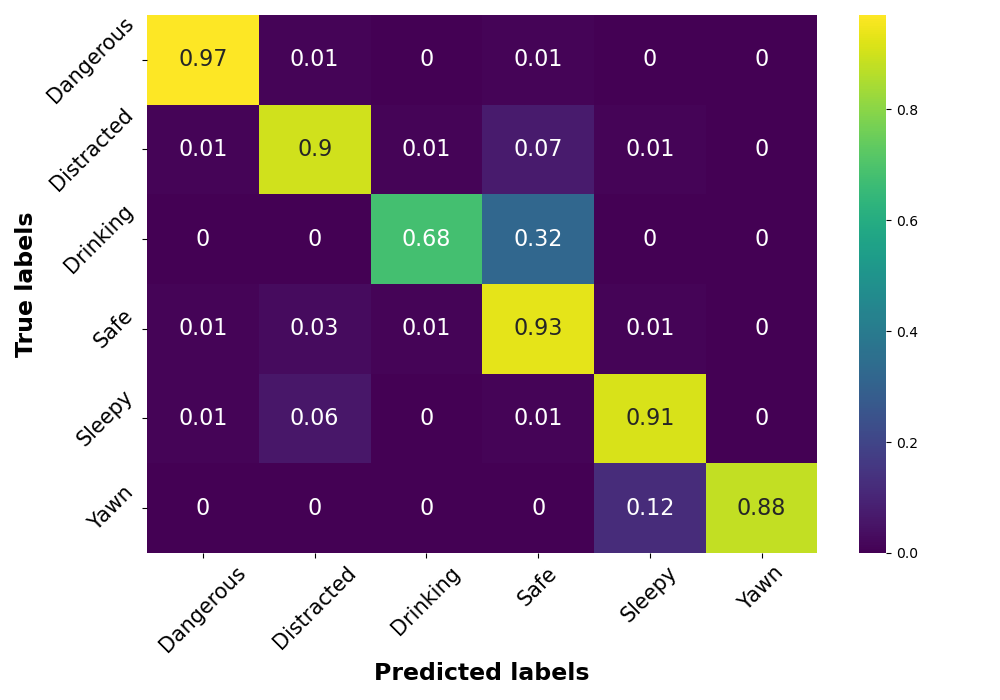 Dangerous 0.97 0.01 0 0.01 0 0
Distracted 0.01 0.9 0.01 0.07 0.01 0
Drinking 0 0 0.68 0.32 0 0
Safe 0.01 0.03 0.01 0.93 0.01 0
Sleepy 0.01 0.06 0 0.01 0.91 0
Yawn 0 0 0 0 0.12 0.88
Dangerous Distracted Drinking Safe Sleepy Yawn
Predicted labels
True labels
0.8
0.6
0.4
0.2
0.0